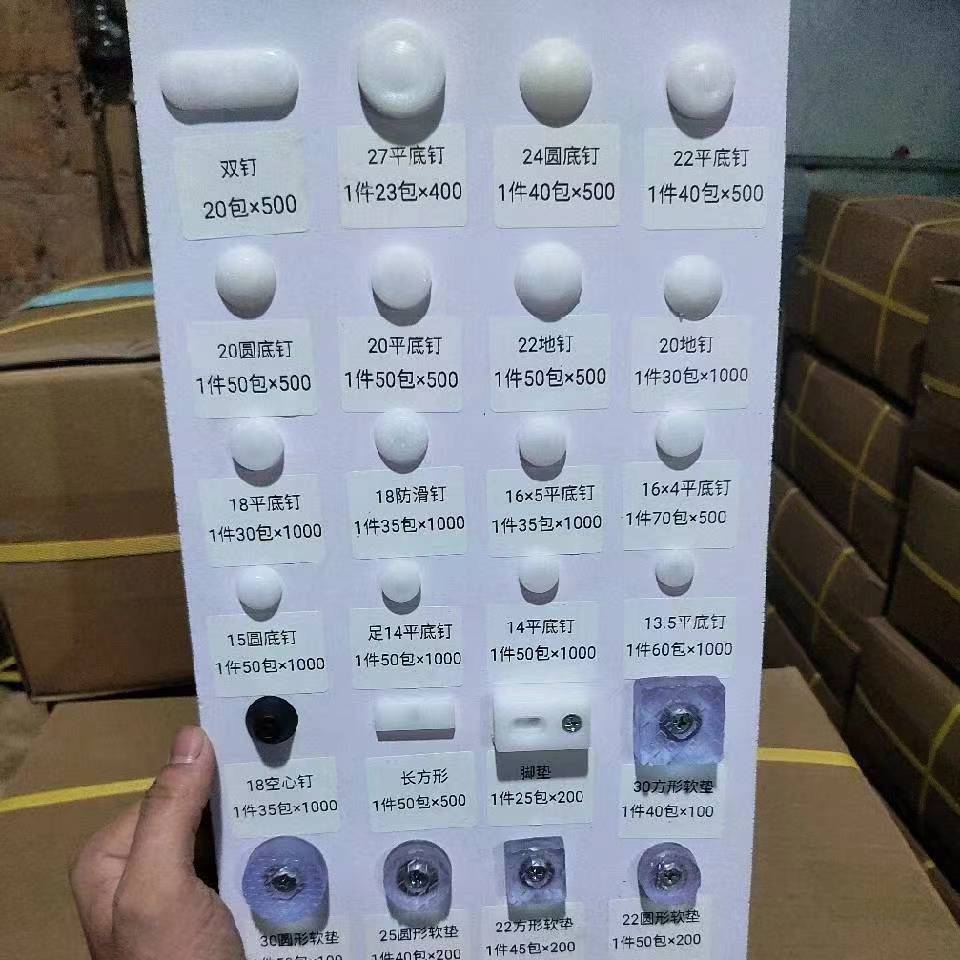 双钉
20包×500
27平底钉
1件23包×400
24圆底钉
1件40包×500
22平底钉
1件40包×500
20圆底钉
1件50包×500
20平底钉
1件50包×500
22地钉
1件50包×500
20地钉
1件30包×1000
18平底钉
1件30包×1000
18防滑钉
1件35包×1000
16×5平底钉
1件35包×1000
16×4平底钉
1件70包×500
15圆底钉
1件50包×1000
足14平底钉
1件50包×1000
14平底钉
1件50包×1000
13.5平底钉
1件60包×1000
18空心钉
1件35包×1000
长方形
1件50包×500
脚垫
1件25包×200
30方形软垫
1件40包×100
30圆形软垫
25圆形软垫
1件40包×200
22方形软垫
1件45包×200
22圆形软垫
1件50包×200